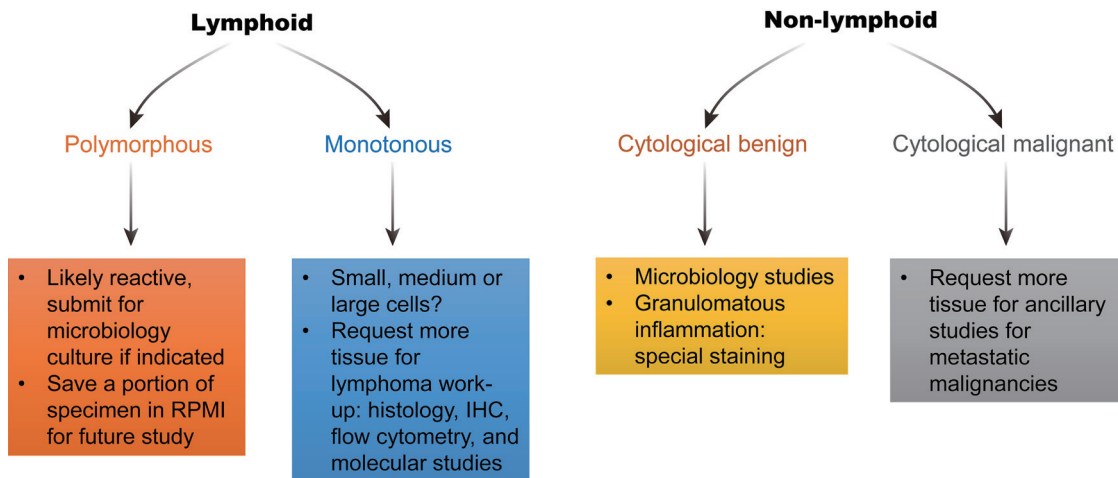 Lymphoid
Non-lymphoid
Polymorphous
Monotonous
Cytological benign
Cytological malignant
• Likely reactive,
submit for
microbiology
culture if indicated
• Save a portion of
specimen in RPMI
for future study
• Small, medium or
large cells?
• Request more
tissue for
lymphoma work-
up: histology, IHC,
flow cytometry, and
molecular studies
• Microbiology studies
• Granulomatous
inflammation:
special staining
• Request more
tissue for ancillary
studies for
metastatic
malignancies